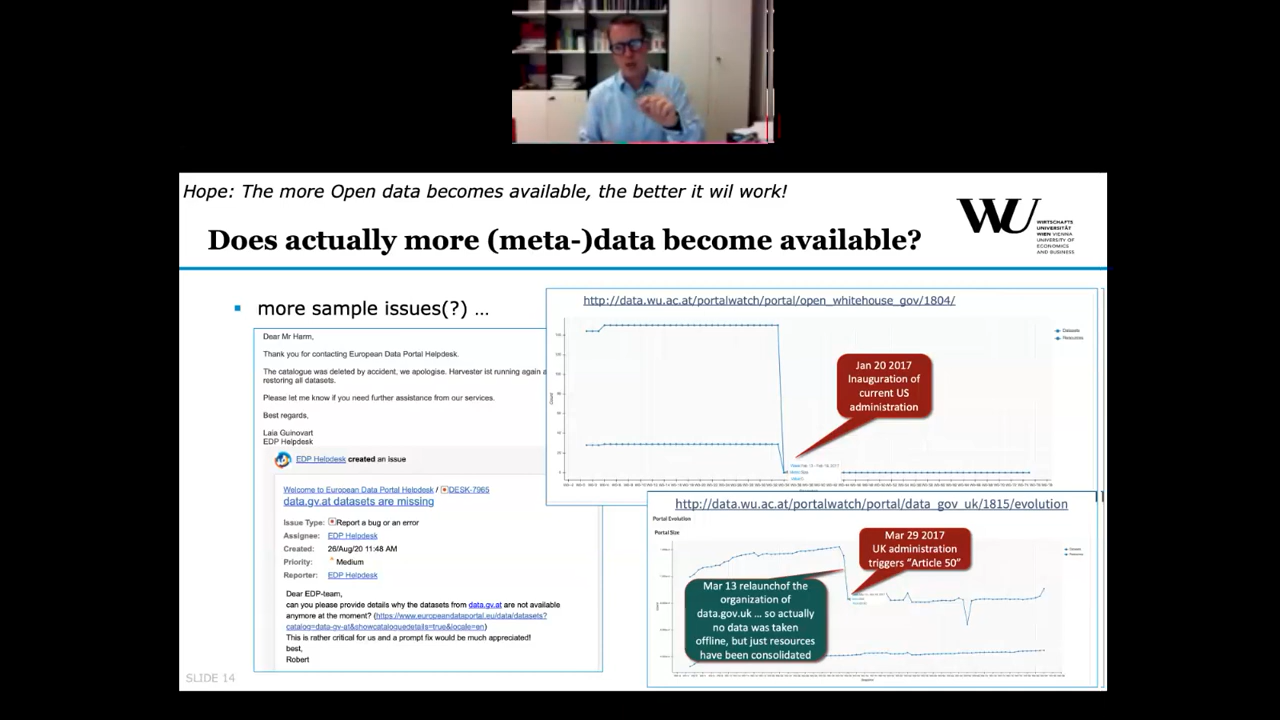 Hope: The more Open data becomes available, the better it wil work!
Does actually more (meta-)data become available?
WU
WIRTSCHAFTS
UNIVERSITÄT
WIEN VIENNA
UNIVERSITY OF
ECONOMICS
AND BUSINESS
more sample issues(?) …
Dear Mr Harm,
Thank you for contacting European Data Portal Helpdesk.
The catalogue was deleted by accident, we apologise. Harvester ist running again a
restoring all datasets.
Please let me know if you need further assistance from our services.
Best regards,
Laia Guinovart
EDP Helpdesk
EDP Helpdesk created an issue
Welcome to European Data Portal Helpdesk / DESK-7965
data.gv.at datasets are missing
Issue Type: Report a bug or an error
Assignee: EDP Helpdesk
Created: 26/Aug/20 11:48 AM
Priority: Medium
Reporter: EDP Helpdesk
Dear EDP-team,
can you please provide details why the datasets from data.gv.at are not available
anymore at the moment? (https://www.europeandataportal.eu/data/datasets?
catalog=data-gv-at&showcataloguedetails=true&locale=en)
This is rather critical for us and a prompt fix would be much appreciated!
best,
Robert
http://data.wu.ac.at/portalwatch/portal/open_whitehouse_gov/1804/
Count
Datasets
Resources
Jan 20 2017
Inauguration of
current US
administration
http://data.wu.ac.at/portalwatch/portal/data_gov_uk/1815/evolution
Portal Evolution
Portal Size
Datasets
Resources
Mar 29 2017
UK administration
triggers "Article 50"
Mar 13 relaunchof the
organization of
data.gov.uk … so actually
no data was taken
offline, but just resources
have been consolidated
SLIDE 14